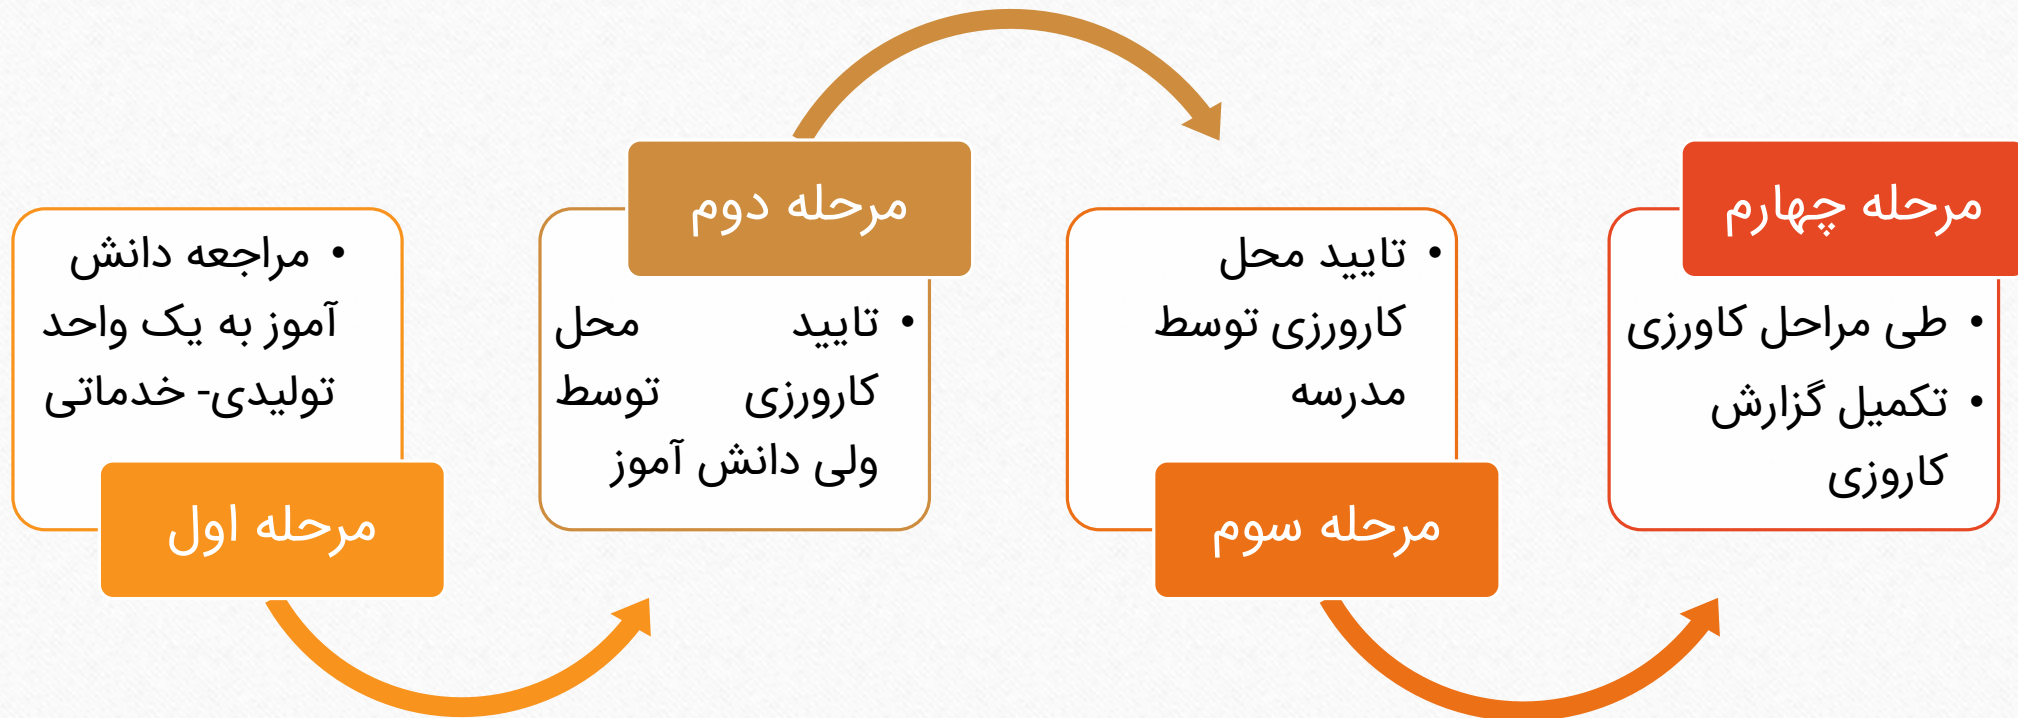 • مراجعه دانش
آموز به یک واحد
تولیدی- خدماتی
مرحله اول
مرحله دوم
• تایید محل
کارورزی توسط
ولی دانش آموز
• تایید محل
کارورزی توسط
مدرسه
مرحله سوم
مرحله چهارم
• طی مراحل کاورزی
• تکمیل گزارش
کاروزی